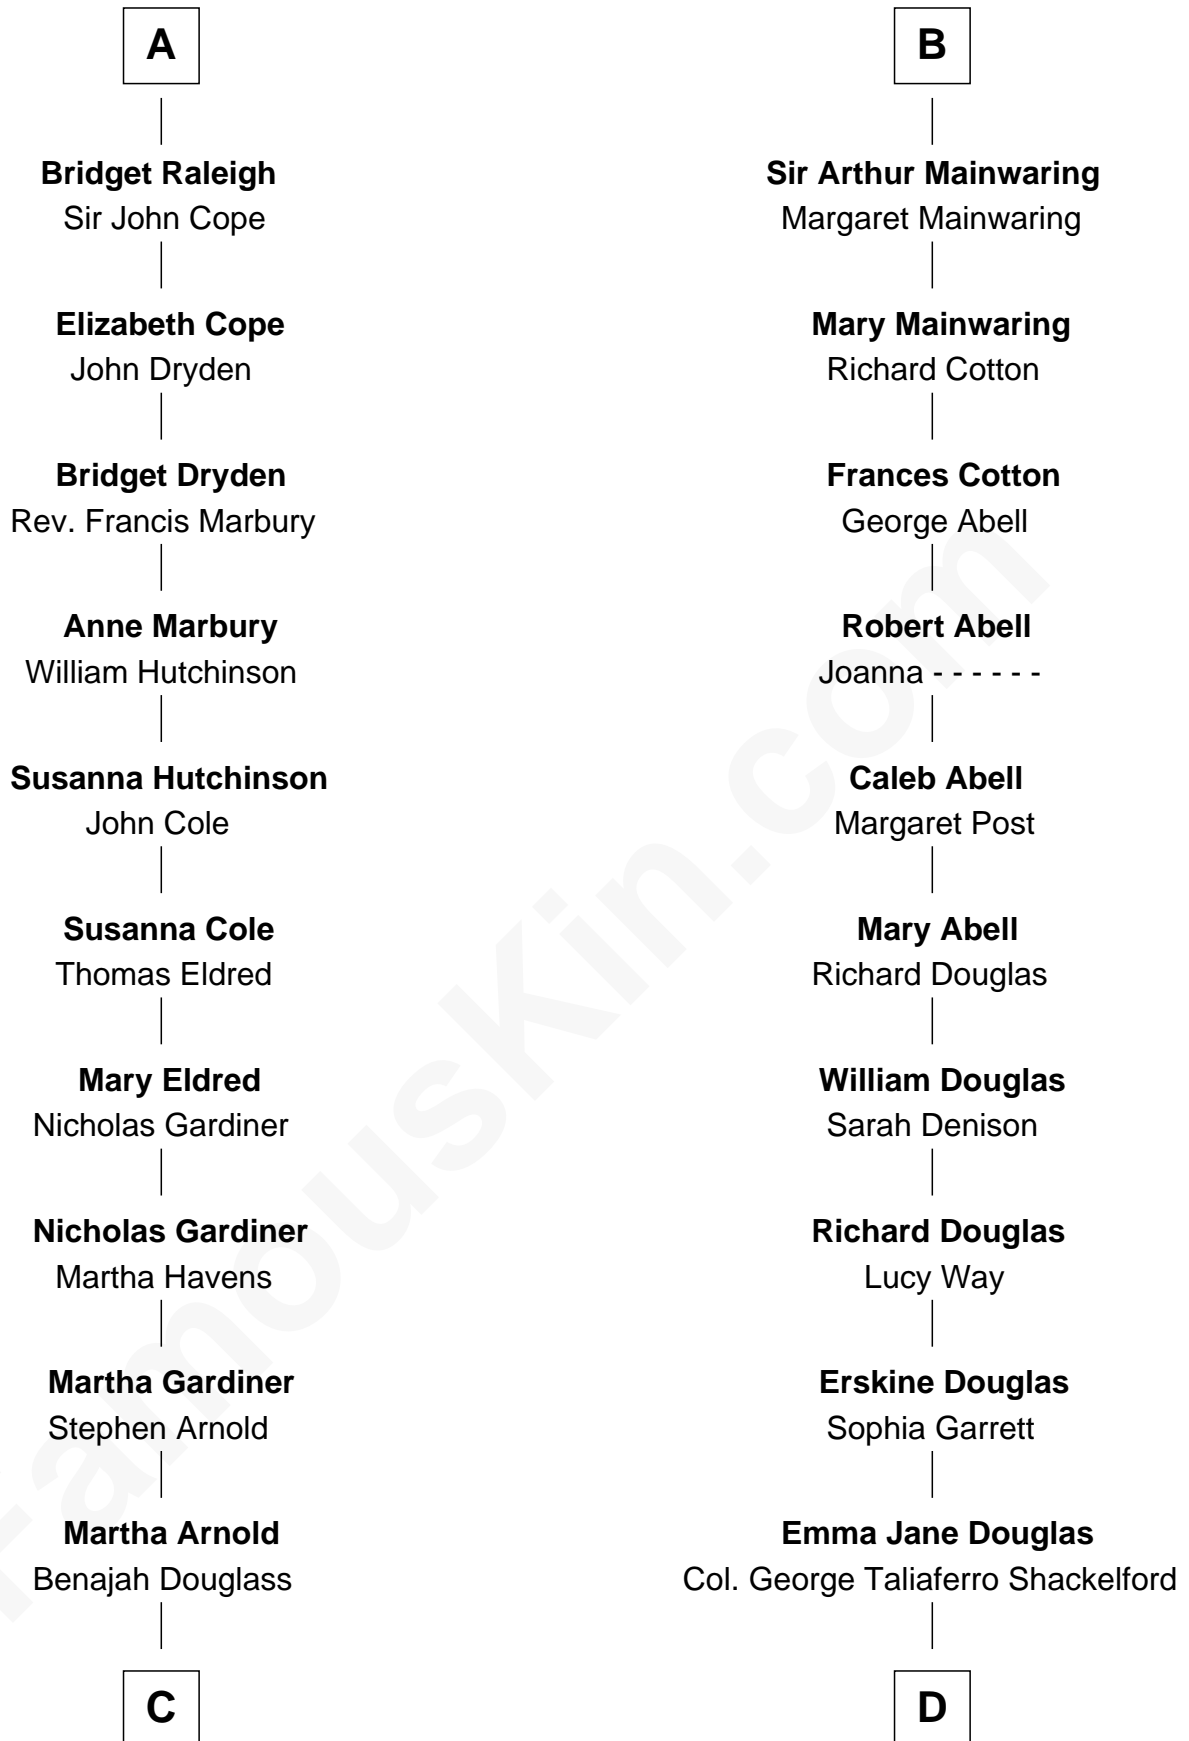 A
Bridget Raleigh
Sir John Cope
Elizabeth Cope
John Dryden
Bridget Dryden
Rev. Francis Marbury
Anne Marbury
William Hutchinson
Susanna Hutchinson
John Cole
Susanna Cole
Thomas Eldred
Mary Eldred
Nicholas Gardiner
Nicholas Gardiner
Martha Havens
Martha Gardiner
Stephen Arnold
Martha Arnold
Benajah Douglass
C
B
Sir Arthur Mainwaring
Margaret Mainwaring
Mary Mainwaring
Richard Cotton
Frances Cotton
George Abell
Robert Abell
Joanna - - - - - -
Caleb Abell
Margaret Post
Mary Abell
Richard Douglas
William Douglas
Sarah Denison
Richard Douglas
Lucy Way
Erskine Douglas
Sophia Garrett
Emma Jane Douglas
Col. George Taliaferro Shackelford
D
FamousKin.com